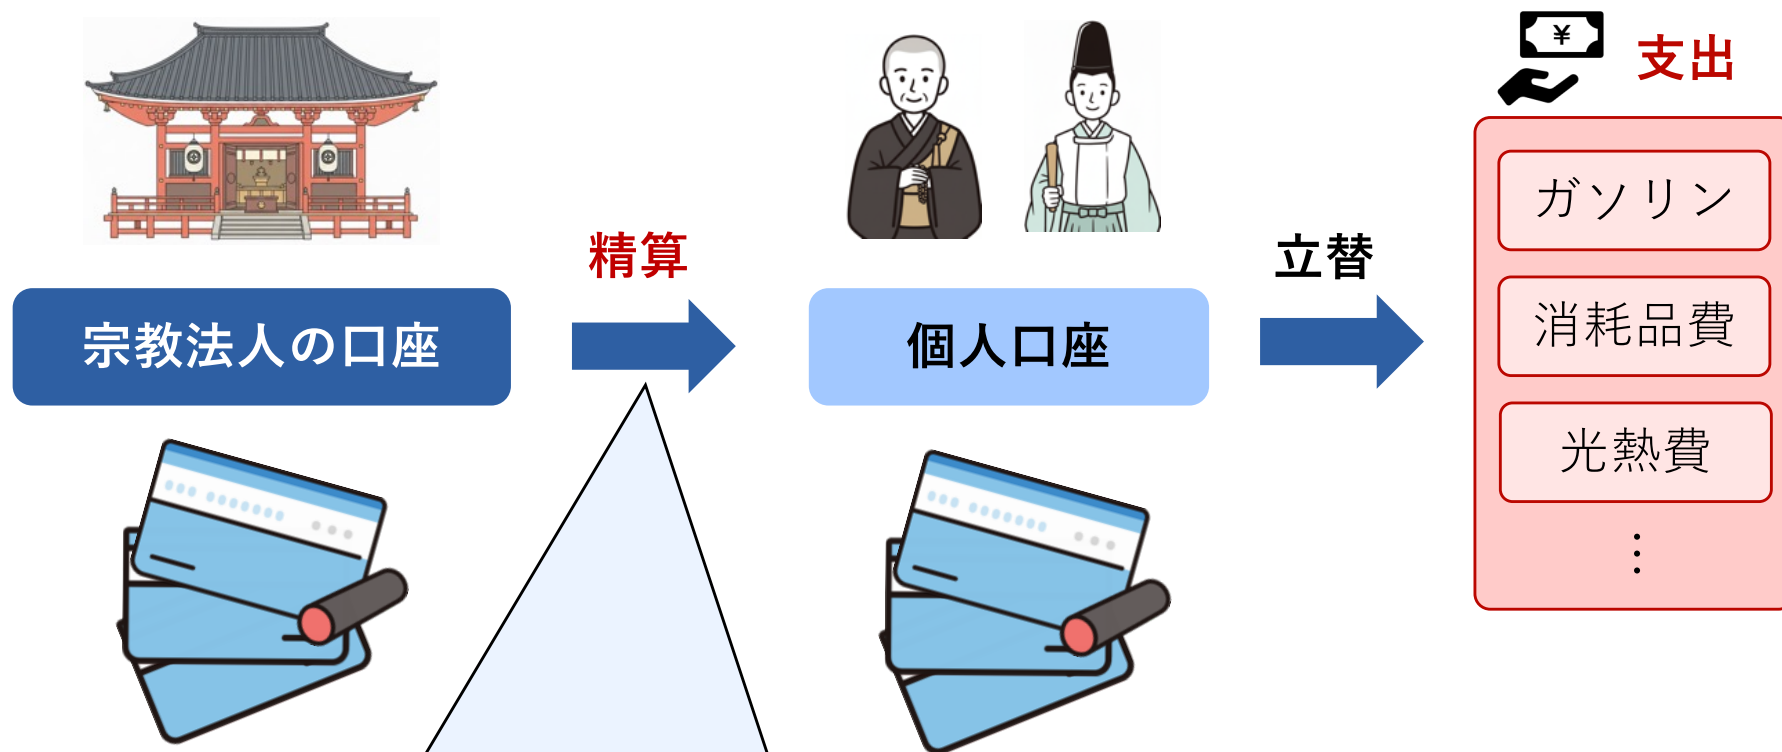 ¥
支出
精算
立替
宗教法人の口座
個人口座
ガソリン
消耗品費
光熱費
⋮